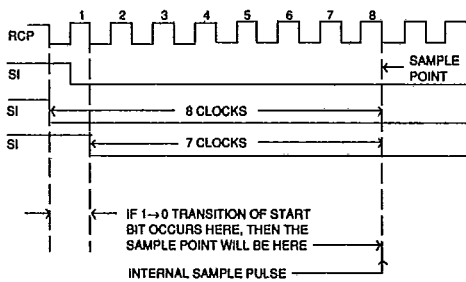 RCP 1 2 3 4 5 6 7 8
SI
SAMPLE
POINT
SI
8 CLOCKS
SI
7 CLOCKS
IF 1→0 TRANSITION OF START
BIT OCCURS HERE, THEN THE
SAMPLE POINT WILL BE HERE
INTERNAL SAMPLE PULSE